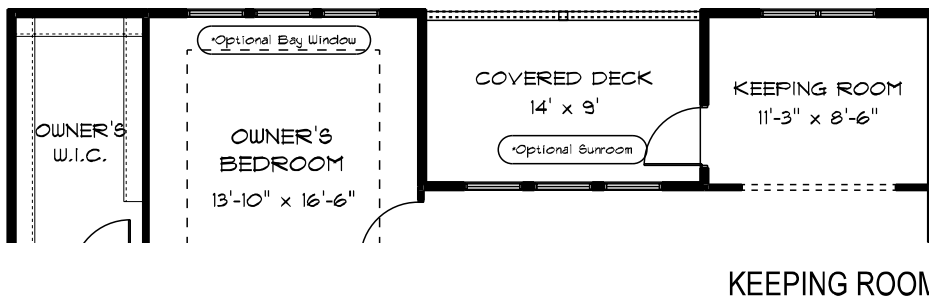 *Optional Bay Window
COVERED DECK
14' x 9'
KEEPING ROOM
11'-3" x 8'-6"
OWNER'S
W.I.C.
OWNER'S
BEDROOM
13'-10" x 16'-6"
*Optional Sunroom
KEEPING ROOM